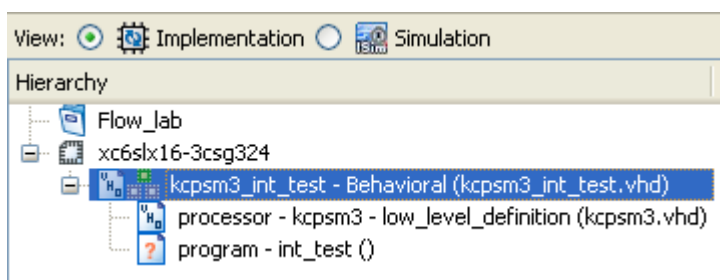 View: Implementation Simulation
Hierarchy
Flow_lab
xc6slx16-3csg324
kcpsm3_int_test - Behavioral (kcpsm3_int_test.vhd)
processor - kcpsm3 - low_level_definition (kcpsm3.vhd)
program - int_test ()